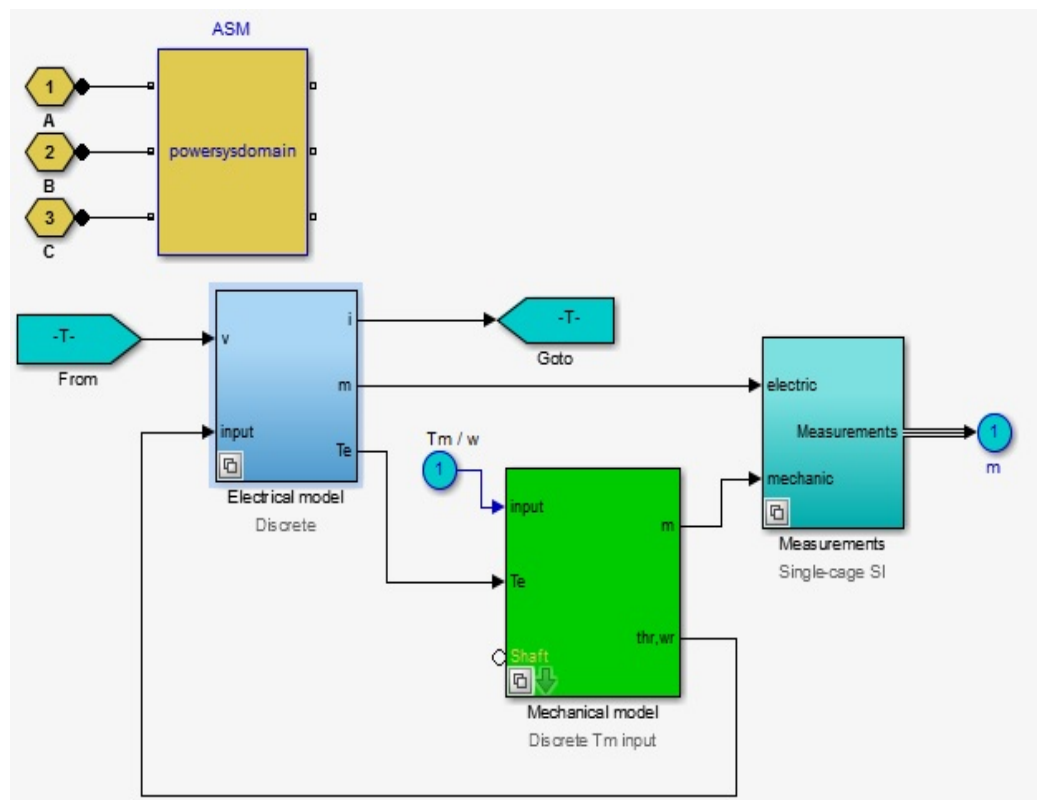 ASM
1
A
2
B
3
C
powersysdomain
-T-
From
v
input
i
m
Te
Electrical model
Discrete
-T-
Goto
Tm / w
1
input
Te
Shaft
m
thr,wr
Mechanical model
Discrete Tm input
electric
mechanic
Measurements
Measurements
Single-cage SI
1
m